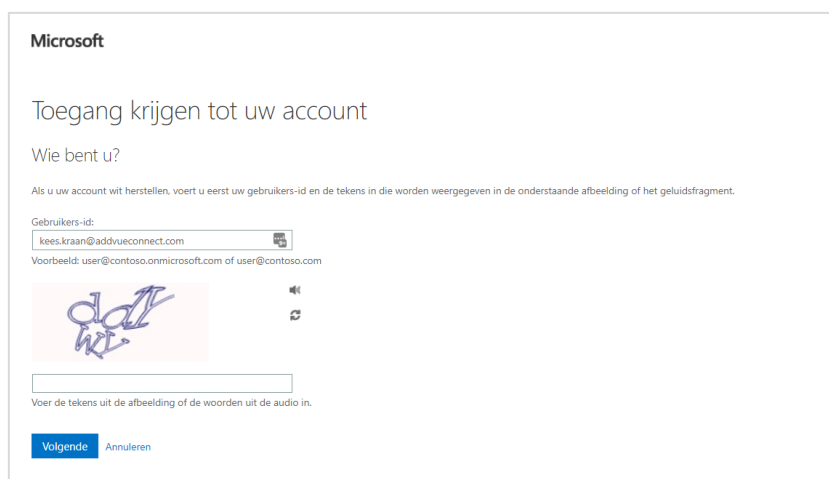 Microsoft
Toegang krijgen tot uw account
Wie bent u?
Als u uw account wit herstellen, voert u eerst uw gebruikers-id en de tekens in die worden weergegeven in de onderstaande afbeelding of het geluidsfragment.
Gebruikers-id:
kees.kraan@addvueconnect.com
Voorbeeld: user@contoso.onmicrosoft.com of user@contoso.com
Voer de tekens uit de afbeelding of de woorden uit de audio in.
Volgende Annuleren